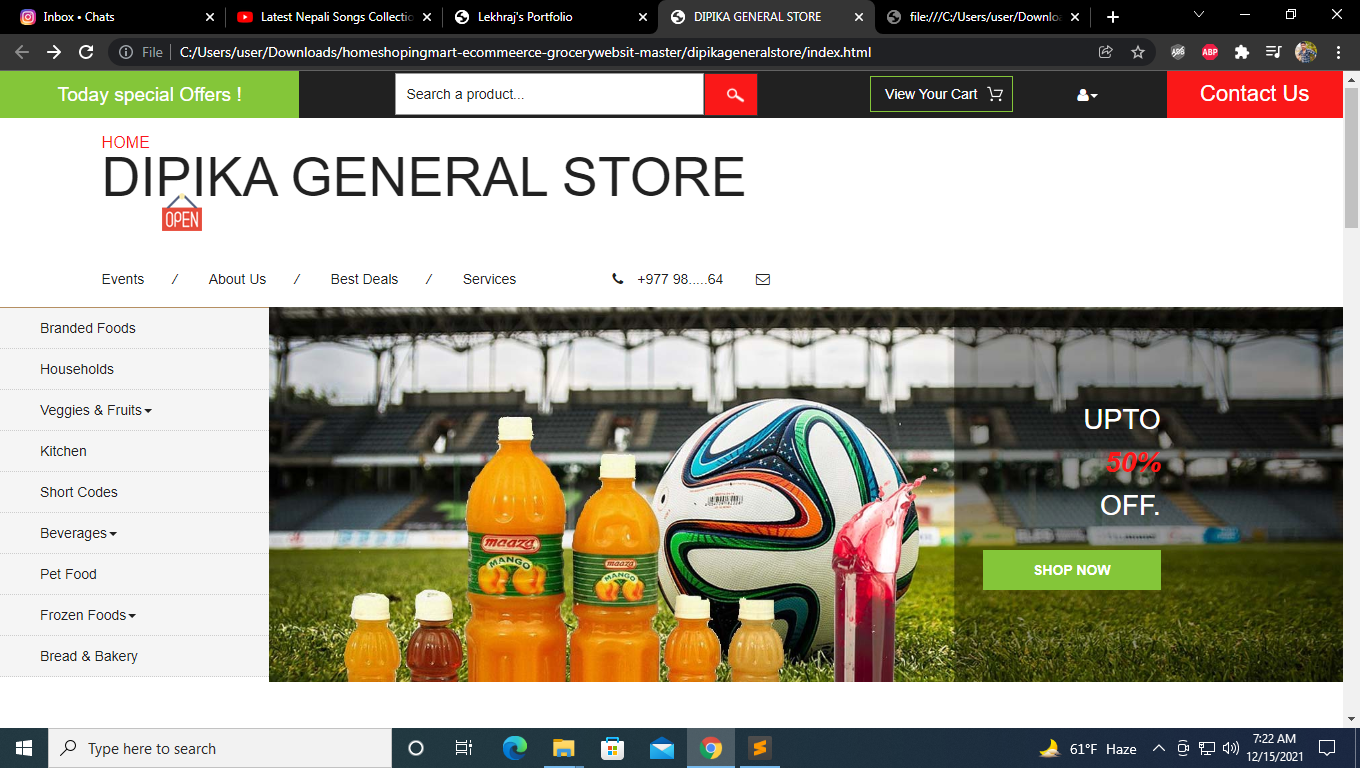 Inbox • Chats
Latest Nepali Songs Collectio
Lekhraj's Portfolio
DIPIKA GENERAL STORE
file:///C:/Users/user/Downloa
File
C:/Users/user/Downloads/homeshopingmart-ecommeerce-grocerywebsit-master/dipikageneralstore/index.html
ABP
Today special Offers !
Search a product...
View Your Cart
Contact Us
HOME
DIPIKA GENERAL STORE
OPEN
Events / About Us / Best Deals / Services
+977 98.....64
Branded Foods
Households
Veggies & Fruits
Kitchen
Short Codes
Beverages
Pet Food
Frozen Foods
Bread & Bakery
UPTO
50%
OFF.
SHOP NOW
maaza
MANGO
maaza
MANGO
Type here to search
61°F Haze
7:22 AM
12/15/2021